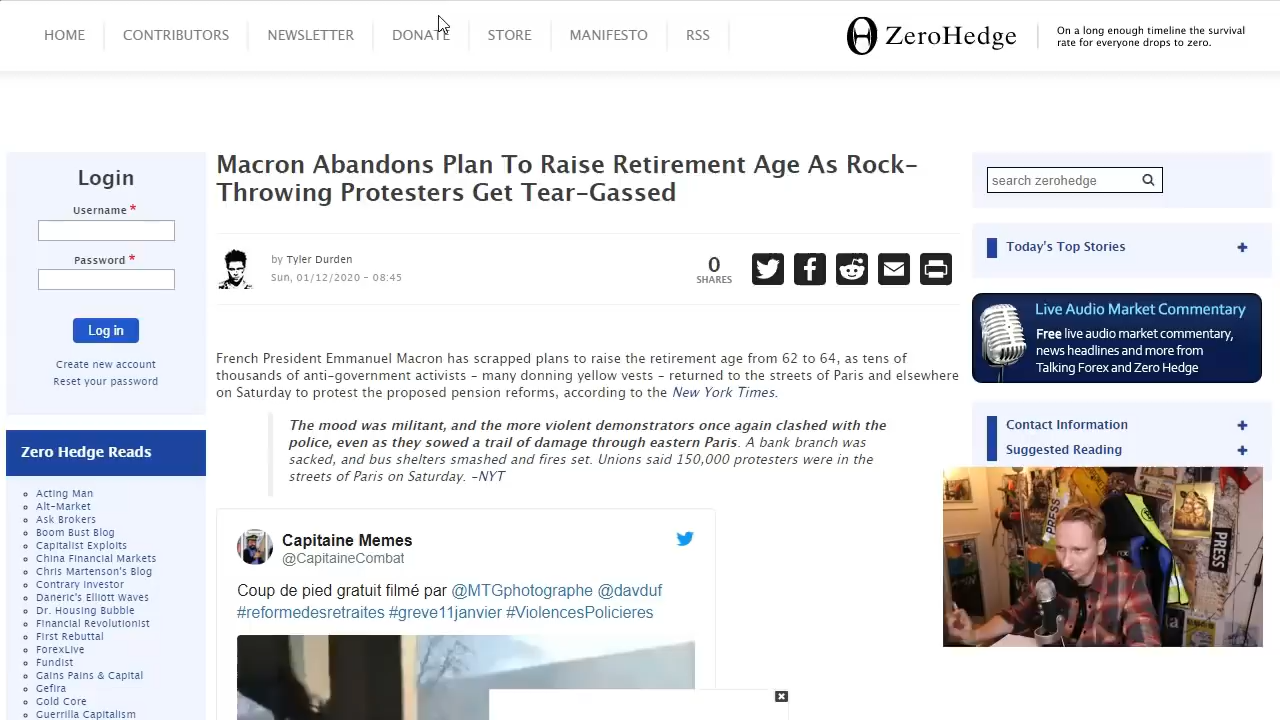 HOME
CONTRIBUTORS
NEWSLETTER
DONATE
STORE
MANIFESTO
RSS
ZeroHedge
On a long enough timeline the survival
rate for everyone drops to zero.
Login
Username *
Password *
Log in
Create new account
Reset your password
Zero Hedge Reads
Acting Man
Alt-Market
Ask Brokers
Boom Bust Blog
Capitalist Exploits
China Financial Markets
Chris Martenson's Blog
Contrary Investor
Daneric's Elliott Waves
Dr. Housing Bubble
Financial Revolutionist
First Rebuttal
ForexLive
Fundist
Gains Pains & Capital
Gefira
Gold Core
Guerrilla Capitalism
Macron Abandons Plan To Raise Retirement Age As Rock-
Throwing Protesters Get Tear-Gassed
by Tyler Durden
Sun, 01/12/2020 - 08:45
0
SHARES
French President Emmanuel Macron has scrapped plans to raise the retirement age from 62 to 64, as tens of
thousands of anti-government activists - many donning yellow vests - returned to the streets of Paris and elsewhere
on Saturday to protest the proposed pension reforms, according to the New York Times.
The mood was militant, and the more violent demonstrators once again clashed with the
police, even as they sowed a trail of damage through eastern Paris. A bank branch was
sacked, and bus shelters smashed and fires set. Unions said 150,000 protesters were in the
streets of Paris on Saturday. -NYT
Capitaine Memes
@CapitaineCombat
Coup de pied gratuit filmé par @MTGphotographe @davduf
#reformedesretraites #greve11janvier #ViolencesPolicieres
search zerohedge
Today's Top Stories
Live Audio Market Commentary
Free live audio market commentary,
news headlines and more from
Talking Forex and Zero Hedge
Contact Information
Suggested Reading
PRESS
PRESS